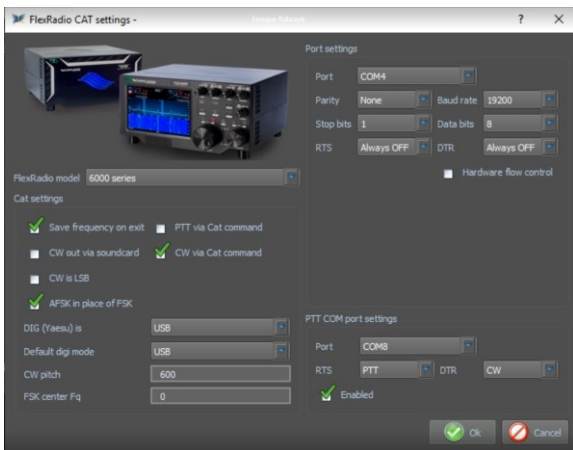 FlexRadio CAT settings -
?
Port settings
Port COM4
Parity None Baud rate 19200
Stop bits 1 Data bits 8
RTS Always OFF DTR Always OFF
Hardware flow control
FlexRadio model 6000 series
Cat settings
Save frequency on exit PTT via Cat command
CW out via soundcard CW via Cat command
CW is LSB
AFSK in place of FSK
DIG (Yaesu) is USB
Default digi mode USB
CW pitch 600
FSK center Fq 0
PTT COM port settings
Port COM8
RTS PTT DTR CW
Enabled
Ok Cancel